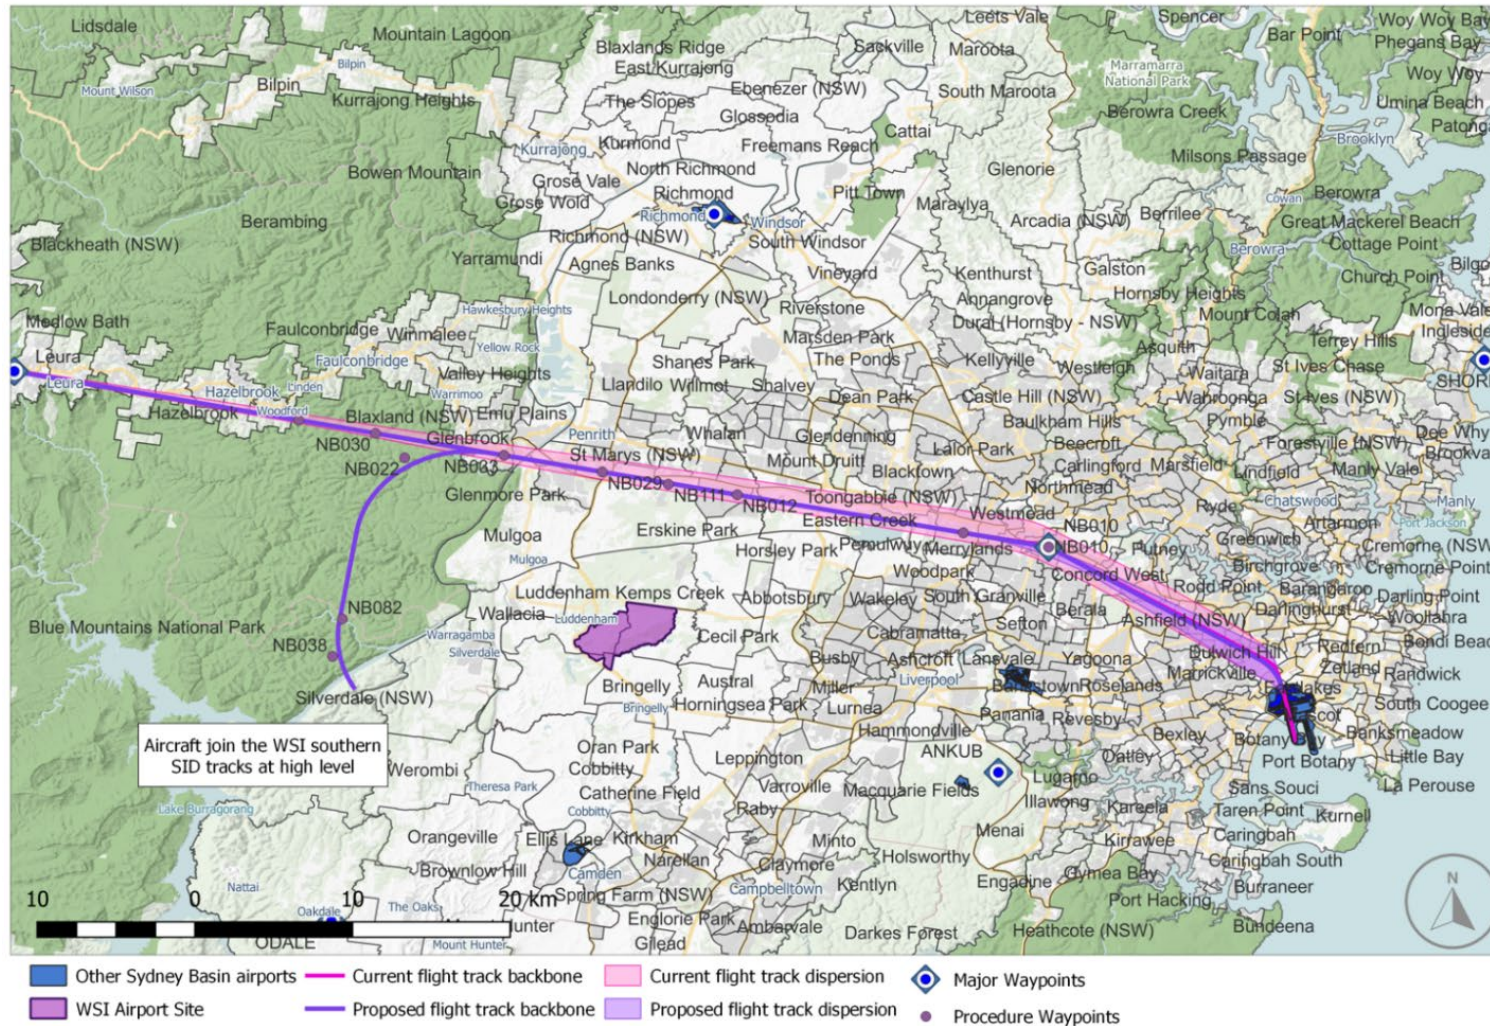 Lidsdale
Mountain Lagoon
Blaxlands Ridge
East Kurrajong
Sackville
Leets Vale
Maroota
Spencer
Bar Point
Woy Woy Bay
Phegans Bay
Bilpin
Bilpin
Mount Wilson
Kurrajong Heights
The Slopes
Ebenezer (NSW)
Glossodia
South Maroota
Marramarra
National Park
Berowra Creek
Woy Woy
Umina Beach
Patonga
Kurmond
Kurrajong
Freemans Reach
Cattai
Brooklyn
Milsons Passage
Bowen Mountain
North Richmond
Grose Vale
Richmond
Grose Wold
Glenorie
Pitt Town
Maraylya
Berowra
Cowan
Berambing
Richmond
Windsor
Richmond (NSW)
South Windsor
Arcadia (NSW)
Berrilee
Great Mackerel Beach
Cottage Point
Berowra
Blackheath (NSW)
Yarramundi
Agnes Banks
Vineyard
Kenthurst
Galston
Church Point
Londonderry (NSW)
Riverstone
Annangrove
Hornsby Heights
Mount Colah
Mona Vale
Ingleside
Medlow Bath
Faulconbridge
Winmalee
Hawkesbury Heights
Marsden Park
Dural (Hornsby - NSW)
Terrey Hills
Asquith
Leura
Faulconbridge
Yellow Rock
Shanes Park
The Ponds
Kellyville
Westleigh
Waitara
St Ives Chase
SHOR
Leura
Valley Heights
Llandilo
Wilmot
Shalvey
Hazelbrook
Linden
Warrimoo
Dean Park
Castle Hill (NSW)
Wahroonga
St Ives (NSW)
Hazelbrook
Woodford
Blaxland (NSW)
Emu Plains
Baulkham Hills
Pymble
Dee Why
NB030
Glenbrook
Penrith
Whalan
Glendenning
Lalor Park
Beecroft
Forestville (NSW)
NB022
NB033
St Marys (NSW)
Mount Druitt
Blacktown
Carlingford
Marsfield
Lindfield
Manly Vale
Glenmore Park
NB029
NB111
NB012
Toongabbie (NSW)
Northmead
Ryde
Chatswood
Manly
Mulgoa
Erskine Park
Eastern Creek
Westmead
NB010
Artarmon
Port Jackson
Mulgoa
Horsley Park
Pemulwuy
Merrylands
NB010
Putney
Greenwich
Cremorne (NSW
Woodpark
Concord West
Birchgrove
Cremorne Point
Luddenham
Kemps Creek
Abbotsbury
Wakeley
South Granville
Rodd Point
Barangaroo
Darling Point
NB082
Wallacia
Luddenham
Berala
Darlinghurst
Woollahra
Blue Mountains National Park
Warragamba
Cecil Park
Cabramatta
Sefton
Ashfield (NSW)
Redfern
NB038
Silverdale
Busby
Ashcroft
Lansvale
Yagoona
Dulwich Hill
Zetland
Randwick
Silverdale (NSW)
Bringelly
Austral
Miller
Liverpool
Bankstown
Roselands
Marrickville
Bringelly
Horningsea Park
Lurnea
Panania
Revesby
South Coogee
Aircraft join the WSI southern
SID tracks at high level
Oran Park
Hammondville
ANKUB
Bexley
Botany Bay
Banksmeadow
Werombi
Cobbitty
Leppington
Oatley
Port Botany
Little Bay
Theresa Park
Catherine Field
Varroville
Macquarie Fields
Lugarno
Sans Souci
La Perouse
Lake Burragorang
Cobbitty
Raby
Illawong
Kareela
Taren Point
Kurnell
Orangeville
Ellis Lane
Kirkham
Minto
Menai
Kirrawee
Caringbah
Brownlow Hill
Camden
Narellan
Claymore
Holsworthy
Caringbah South
Nattai
Spring Farm (NSW)
Campbelltown
Kentlyn
Engadine
Gymea Bay
Burraneer
10 0 10 20 km
Oakdale
The Oaks
Englorie Park
Ambarvale
Port Hacking
Bundeena
Mount Hunter
Gilead
Darkes Forest
Heathcote (NSW)
N
Other Sydney Basin airports
Current flight track backbone
Current flight track dispersion
Major Waypoints
WSI Airport Site
Proposed flight track backbone
Proposed flight track dispersion
Procedure Waypoints